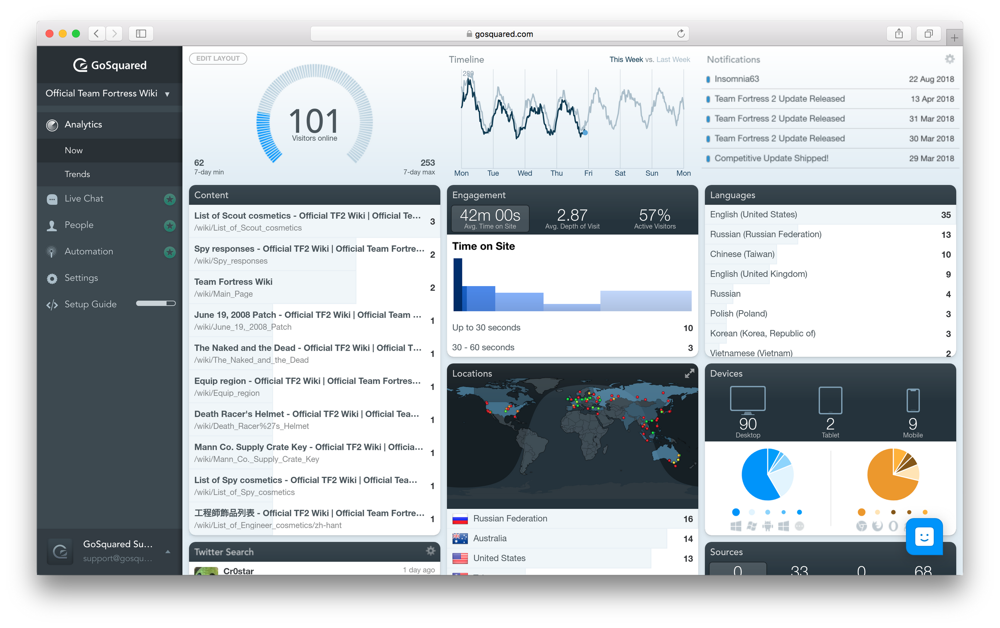 gosquared.com
GoSquared
Official Team Fortress Wiki
Analytics
Now
Trends
Live Chat
People
Automation
Settings
Setup Guide
GoSquared Su...
support@gosqu...
EDIT LAYOUT
101
Visitors online
62
7-day min
253
7-day max
Timeline
This Week vs. Last Week
280
Mon Tue Wed Thu Fri Sat Sun Mon
Notifications
Insomnia63 22 Aug 2018
Team Fortress 2 Update Released 13 Apr 2018
Team Fortress 2 Update Released 31 Mar 2018
Team Fortress 2 Update Released 30 Mar 2018
Competitive Update Shipped! 29 Mar 2018
Content
List of Scout cosmetics - Official TF2 Wiki | Official Te... 3
/wiki/List_of_Scout_cosmetics
Spy responses - Official TF2 Wiki | Official Team Fortre... 2
/wiki/Spy_responses
Team Fortress Wiki 2
/wiki/Main_Page
June 19, 2008 Patch - Official TF2 Wiki | Official Team ... 1
/wiki/June_19,_2008_Patch
The Naked and the Dead - Official TF2 Wiki | Official T... 1
/wiki/The_Naked_and_the_Dead
Equip region - Official TF2 Wiki | Official Team Fortres... 1
/wiki/Equip_region
Death Racer's Helmet - Official TF2 Wiki | Official Tea... 1
/wiki/Death_Racer%27s_Helmet
Mann Co. Supply Crate Key - Official TF2 Wiki | Officia... 1
/wiki/Mann_Co._Supply_Crate_Key
List of Spy cosmetics - Official TF2 Wiki | Official Tea... 1
/wiki/List_of_Spy_cosmetics
工程師飾品列表 - Official TF2 Wiki | Official Team Fortre... 1
/wiki/List_of_Engineer_cosmetics/zh-hant
Twitter Search
Cr0star 1 day ago
Engagement
42m 00s 2.87 57%
Avg. Time on Site Avg. Depth of Visit Active Visitors
Time on Site
Up to 30 seconds 10
30 - 60 seconds 3
Locations
Russian Federation 16
Australia 14
United States 13
Languages
English (United States) 35
Russian (Russian Federation) 13
Chinese (Taiwan) 10
English (United Kingdom) 9
Russian 4
Polish (Poland) 3
Korean (Korea, Republic of) 3
Vietnamese (Vietnam) 2
Devices
90 2 9
Desktop Tablet Mobile
Sources
0 33 0 68